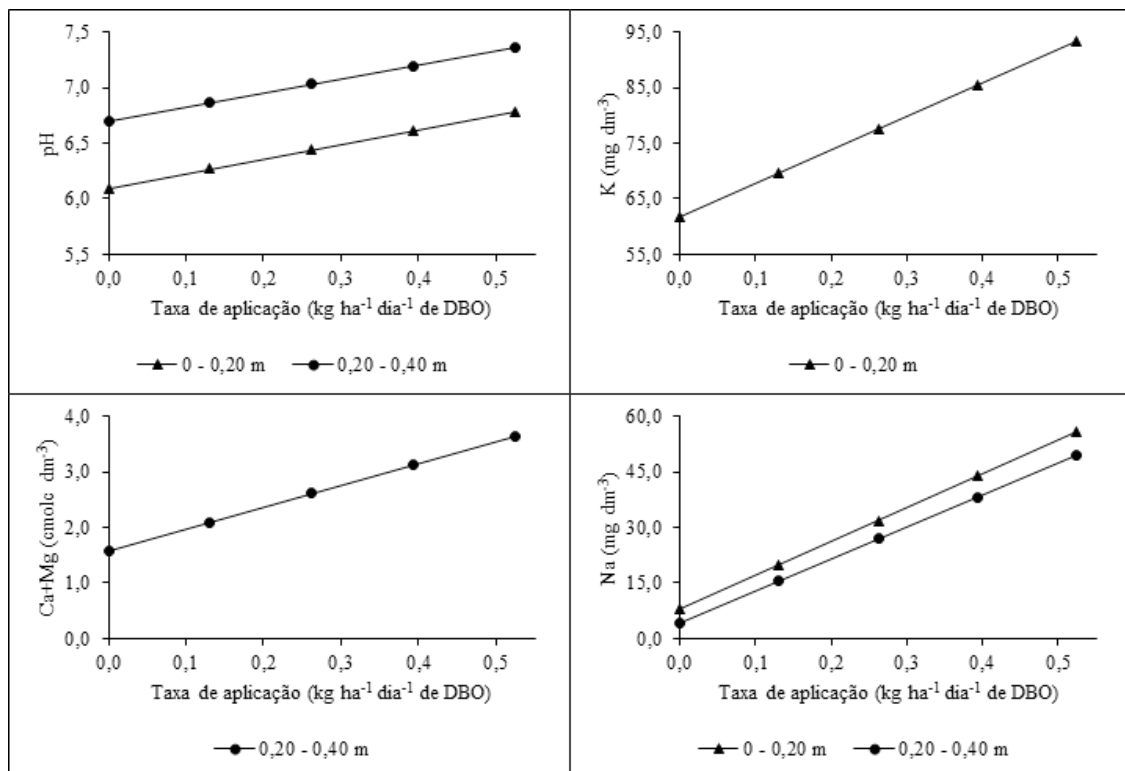 7,5
7,0
6,5
6,0
5,5
pH
0,0 0,1 0,2 0,3 0,4 0,5
Taxa de aplicação (kg ha⁻¹ dia⁻¹ de DBO)
0 - 0,20 m 0,20 - 0,40 m
95,0
85,0
75,0
65,0
55,0
K (mg dm⁻³)
0,0 0,1 0,2 0,3 0,4 0,5
Taxa de aplicação (kg ha⁻¹ dia⁻¹ de DBO)
0 - 0,20 m
4,0
3,0
2,0
1,0
0,0
Ca+Mg (cmolc dm⁻³)
0,0 0,1 0,2 0,3 0,4 0,5
Taxa de aplicação (kg ha⁻¹ dia⁻¹ de DBO)
0,20 - 0,40 m
60,0
45,0
30,0
15,0
0,0
Na (mg dm⁻³)
0,0 0,1 0,2 0,3 0,4 0,5
Taxa de aplicação (kg ha⁻¹ dia⁻¹ de DBO)
0 - 0,20 m 0,20 - 0,40 m